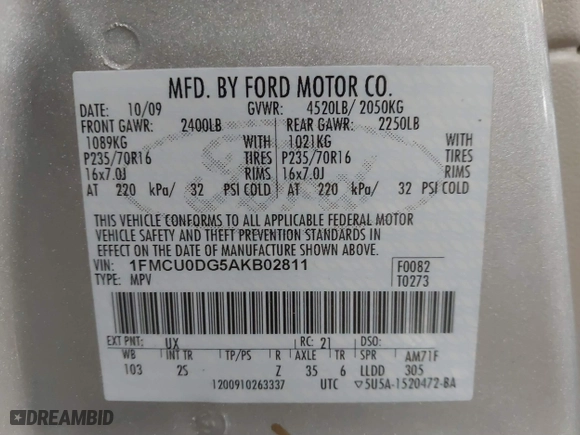 MFD. BY FORD MOTOR CO.
DATE: 10/09 GVWR: 4520LB/ 2050KG
FRONT GAWR: 2400LB REAR GAWR: 2250LB
1089KG WITH 1021KG WITH
P235/70R16 TIRES P235/70R16 TIRES
16x7.0J RIMS 16x7.0J RIMS
AT 220 kPa/ 32 PSI COLD AT 220 kPa/ 32 PSI COLD
THIS VEHICLE CONFORMS TO ALL APPLICABLE FEDERAL MOTOR
VEHICLE SAFETY AND THEFT PREVENTION STANDARDS IN
EFFECT ON THE DATE OF MANUFACTURE SHOWN ABOVE.
VIN: 1FMCU0DG5AKB02811 F0082
TYPE: MPV T0273
EXT PNT: UX RC: 21 DSO:
WB INT TR TP/PS R AXLE TR SPR AM71F
103 2S Z 35 6 LLDD 305
1200910263337 UTC ▽5U5A-1520472-BA
DREAMBID